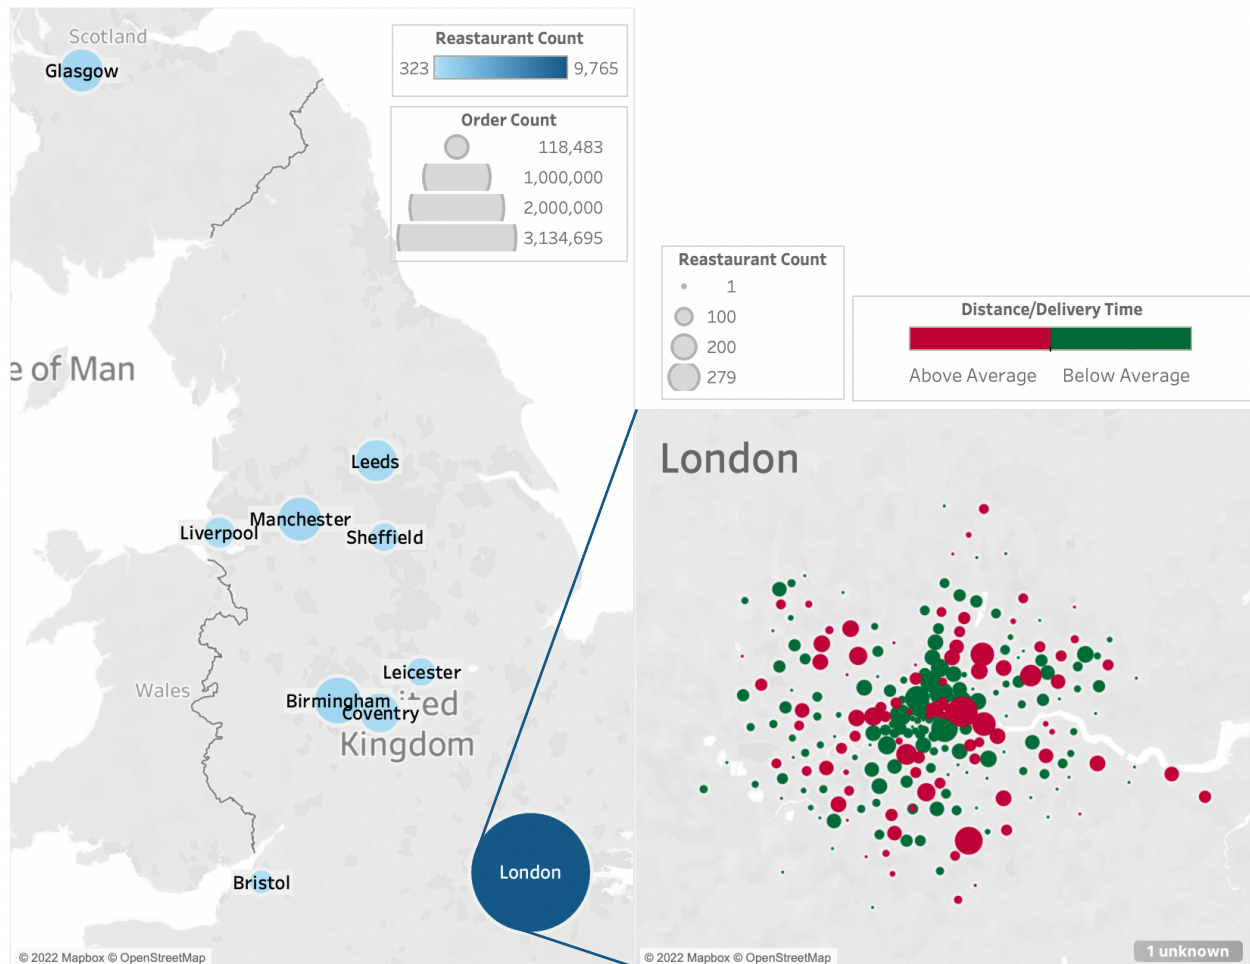 Scotland
Glasgow
Reastaurant Count
323 9,765
Order Count
118,483
1,000,000
2,000,000
3,134,695
e of Man
Leeds
Manchester
Liverpool
Sheffield
Leicester
Wales
Birmingham
Coventry
ited
Kingdom
London
Bristol
© 2022 Mapbox © OpenStreetMap
Reastaurant Count
1
100
200
279
Distance/Delivery Time
Above Average Below Average
London
1 unknown
© 2022 Mapbox © OpenStreetMap